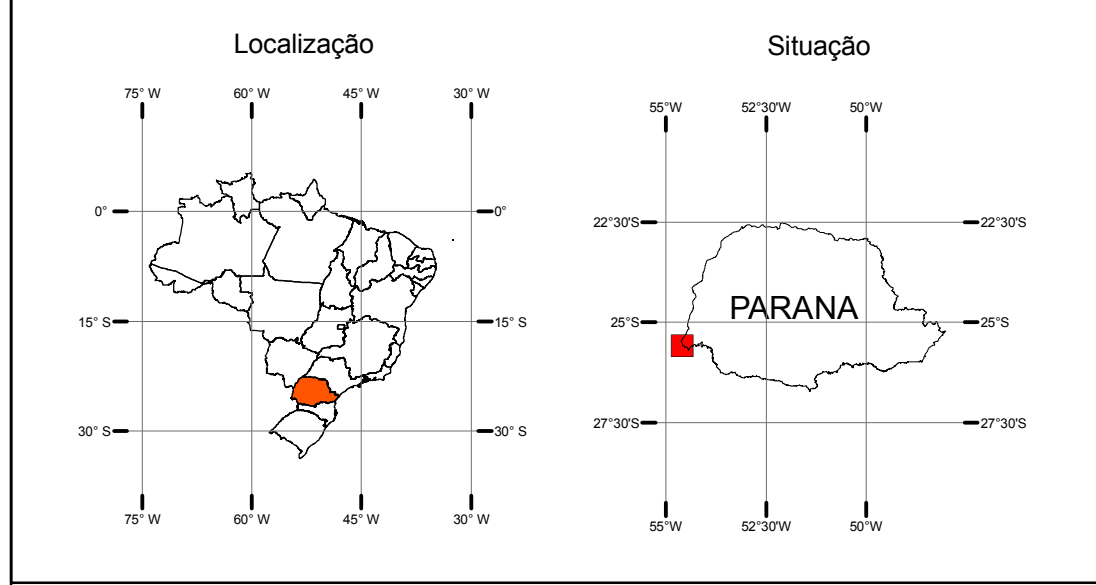 Localização
Situação
75° W
60° W
45° W
30° W
0°
0°
15° S
15° S
30° S
30° S
75° W
60° W
45° W
30° W
55°W
52°30'W
50°W
22°30'S
22°30'S
PARANA
25°S
25°S
27°30'S
27°30'S
55°W
52°30'W
50°W